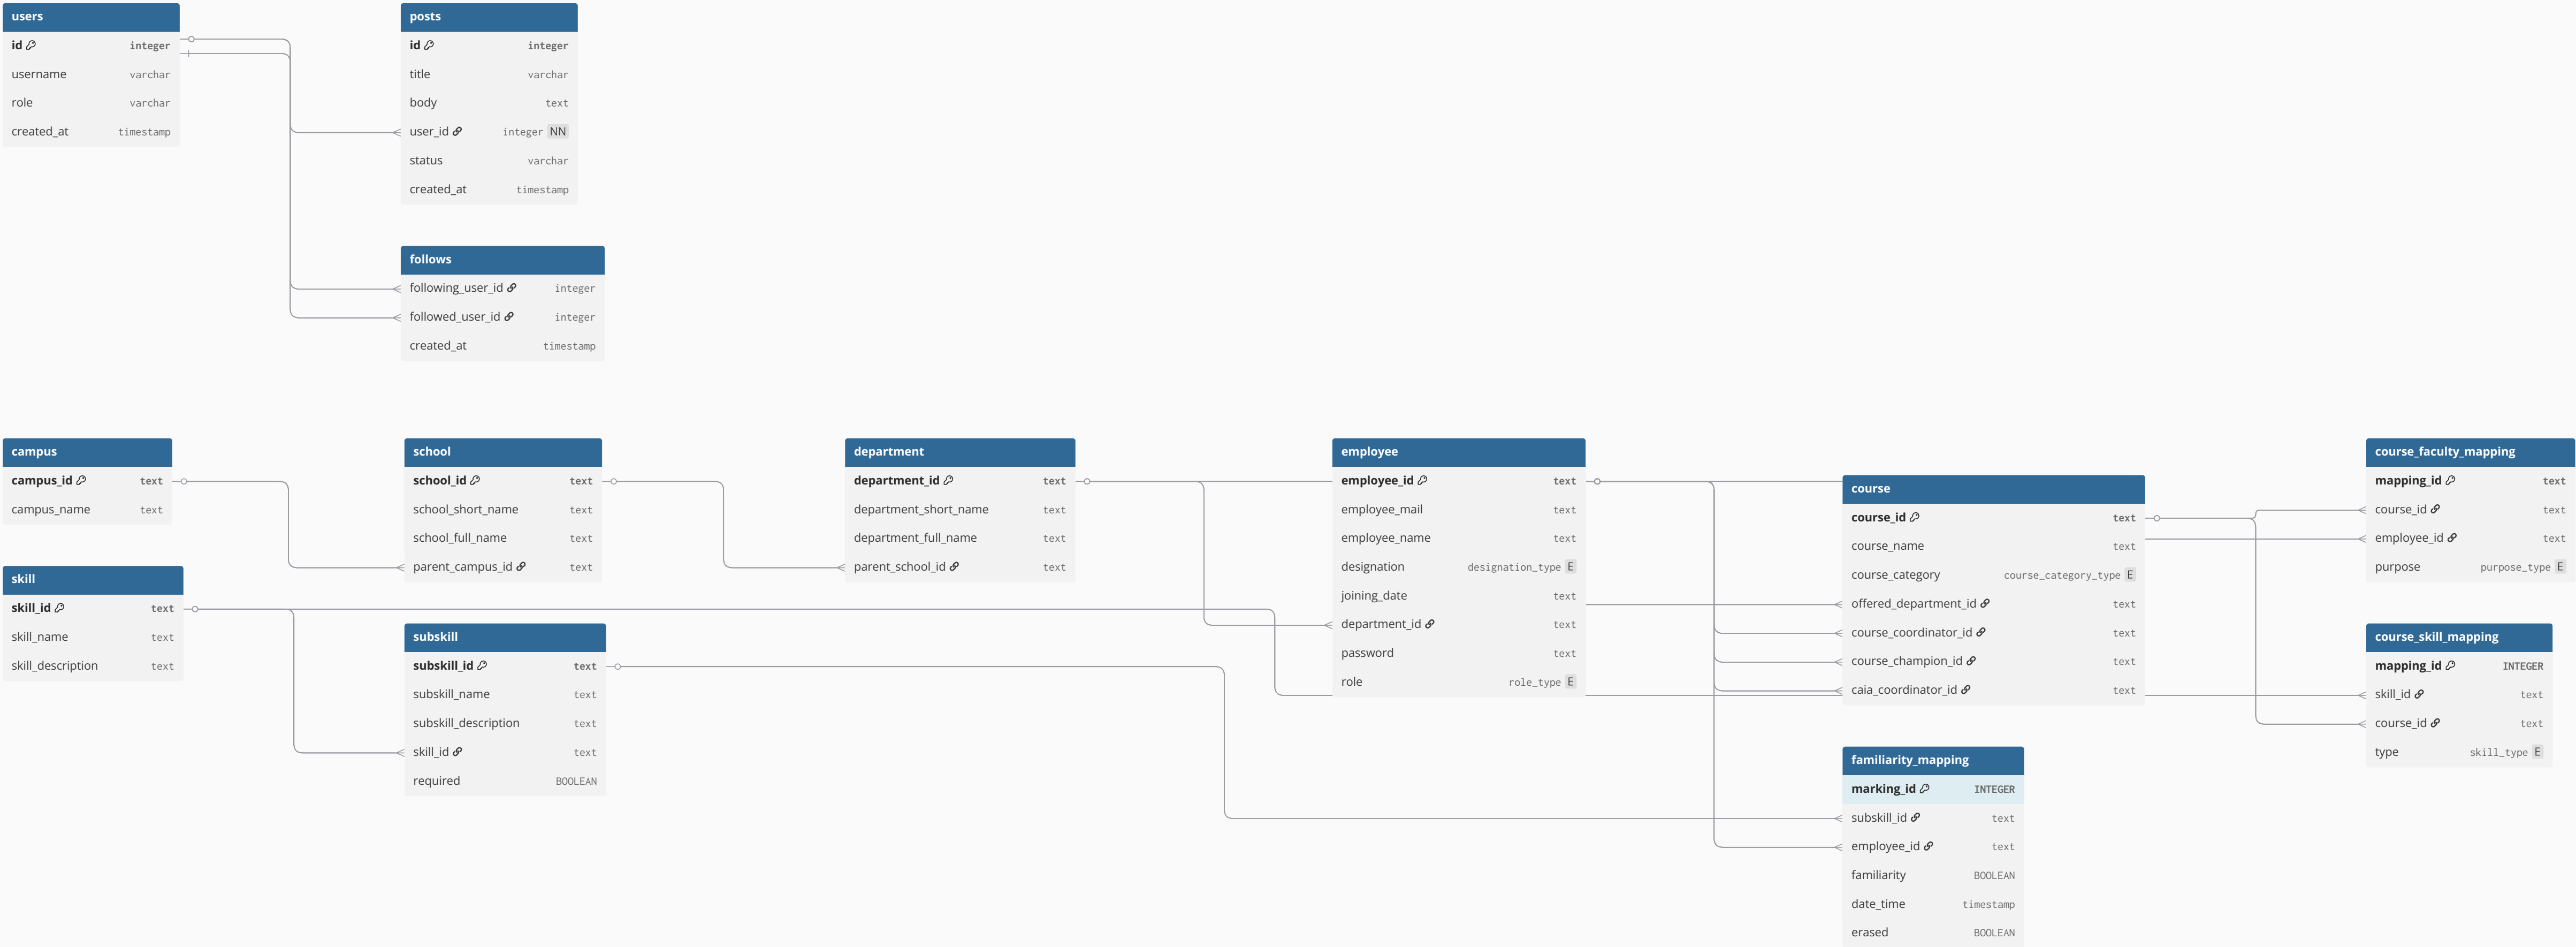 users
id integer
username varchar
role varchar
created_at timestamp
posts
id integer
title varchar
body text
user_id integer NN
status varchar
created_at timestamp
follows
following_user_id integer
followed_user_id integer
created_at timestamp
campus
campus_id text
campus_name text
school
school_id text
school_short_name text
school_full_name text
parent_campus_id text
department
department_id text
department_short_name text
department_full_name text
parent_school_id text
employee
employee_id text
employee_mail text
employee_name text
designation designation_type E
joining_date text
department_id text
password text
role role_type E
course
course_id text
course_name text
course_category course_category_type E
offered_department_id text
course_coordinator_id text
course_champion_id text
caia_coordinator_id text
course_faculty_mapping
mapping_id text
course_id text
employee_id text
purpose purpose_type E
skill
skill_id text
skill_name text
skill_description text
subskill
subskill_id text
subskill_name text
subskill_description text
skill_id text
required BOOLEAN
course_skill_mapping
mapping_id INTEGER
skill_id text
course_id text
type skill_type E
familiarity_mapping
marking_id INTEGER
subskill_id text
employee_id text
familiarity BOOLEAN
date_time timestamp
erased BOOLEAN